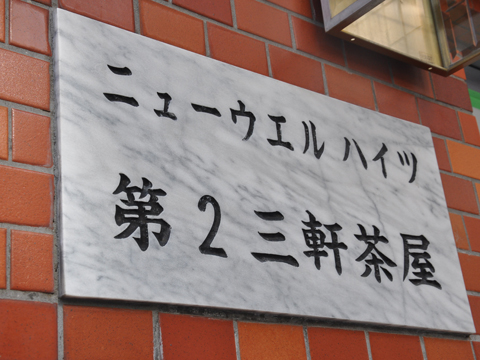 ニューウエル ハイツ
第2三軒茶屋